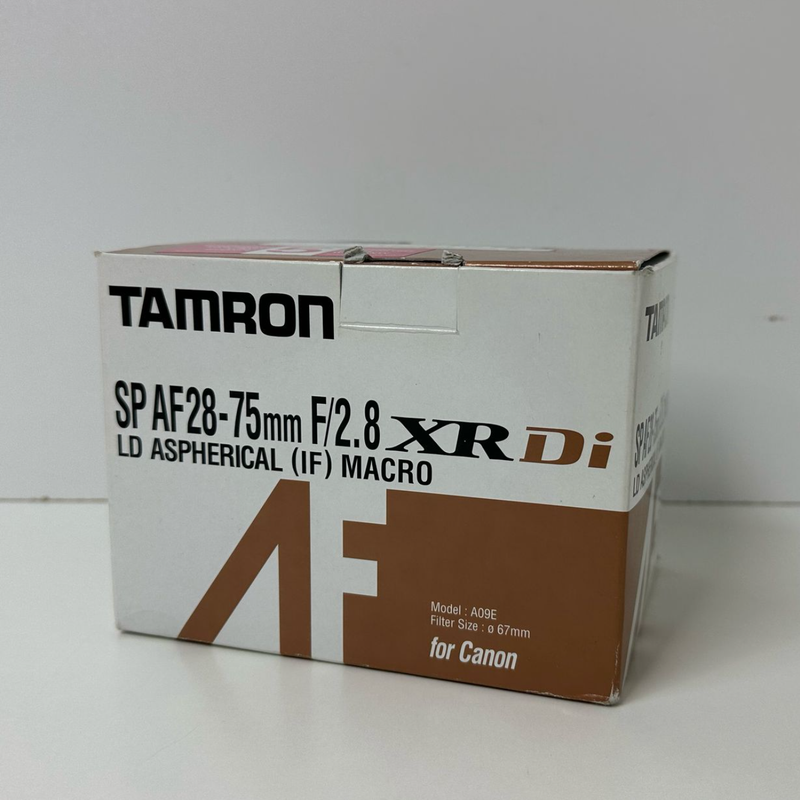 TAMRON
SP AF28-75mm F/2.8 XR Di
LD ASPHERICAL (IF) MACRO
AF
Model : A09E
Filter Size : ø 67mm
for Canon